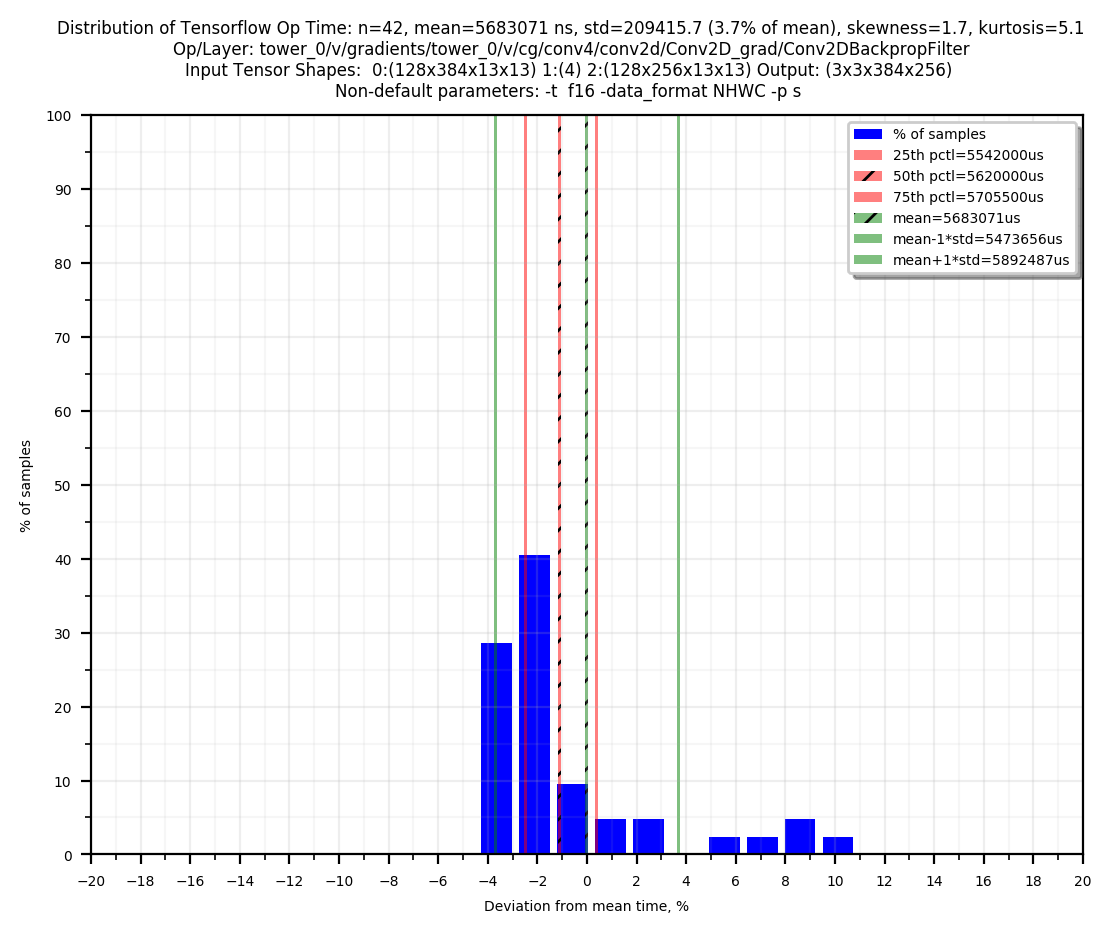 Distribution of Tensorflow Op Time: n=42, mean=5683071 ns, std=209415.7 (3.7% of mean), skewness=1.7, kurtosis=5.1
Op/Layer: tower_0/v/gradients/tower_0/v/cg/conv4/conv2d/Conv2D_grad/Conv2DBackpropFilter
Input Tensor Shapes:  0:(128x384x13x13) 1:(4) 2:(128x256x13x13) Output: (3x3x384x256)
Non-default parameters: -t  f16 -data_format NHWC -p s
% of samples
25th pctl=5542000us
50th pctl=5620000us
75th pctl=5705500us
mean=5683071us
mean-1*std=5473656us
mean+1*std=5892487us
100
90
80
70
60
50
40
30
20
10
0
% of samples
−20 −18 −16 −14 −12 −10 −8 −6 −4 −2 0 2 4 6 8 10 12 14 16 18 20
Deviation from mean time, %